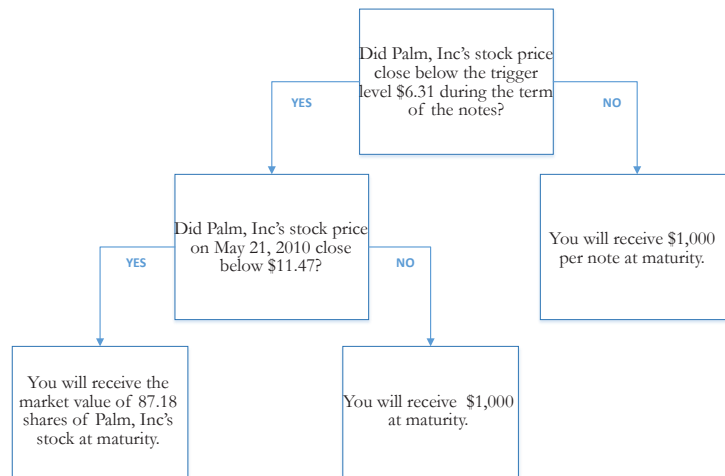 Did Palm, Inc's stock price
close below the trigger
level $6.31 during the term
of the notes?
YES
NO
Did Palm, Inc's stock price
on May 21, 2010 close
below $11.47?
You will receive $1,000
per note at maturity.
YES
NO
You will receive the
market value of 87.18
shares of Palm, Inc's
stock at maturity.
You will receive $1,000
at maturity.